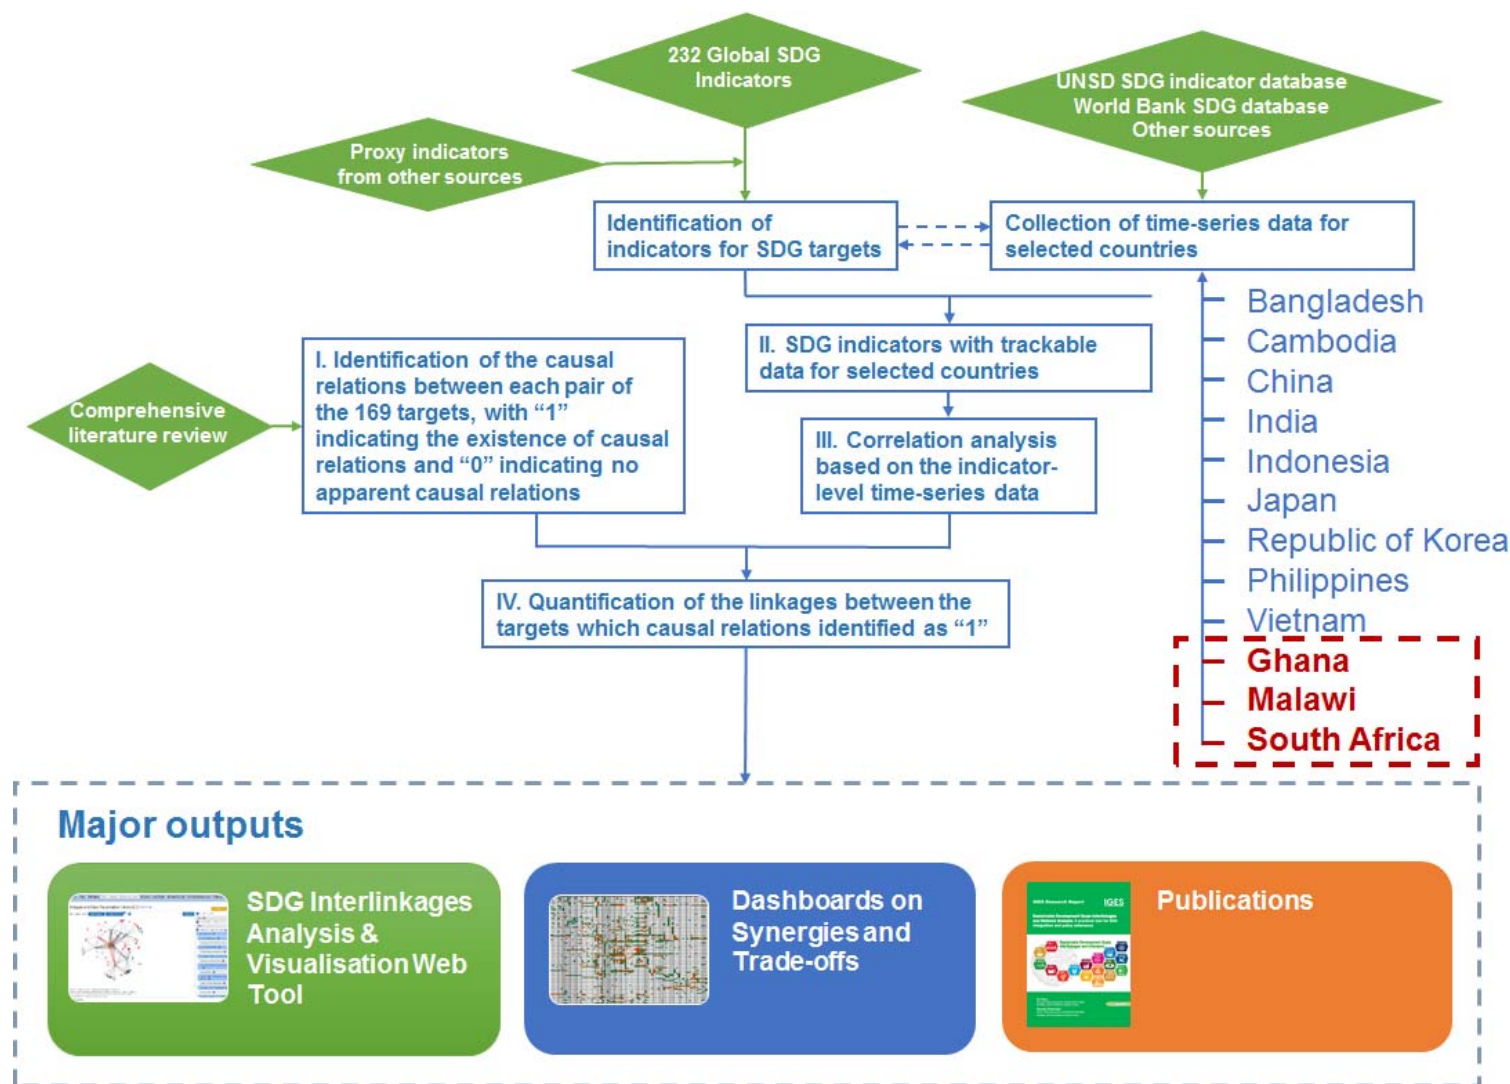 232 Global SDG
Indicators
UNSD SDG indicator database
World Bank SDG database
Other sources
Proxy indicators
from other sources
Identification of
indicators for SDG targets
Collection of time-series data for
selected countries
Bangladesh
Cambodia
China
India
Indonesia
Japan
Republic of Korea
Philippines
Vietnam
Ghana
Malawi
South Africa
Comprehensive
literature review
I. Identification of the causal
relations between each pair of
the 169 targets, with “1”
indicating the existence of causal
relations and “0” indicating no
apparent causal relations
II. SDG indicators with trackable
data for selected countries
III. Correlation analysis
based on the indicator-
level time-series data
IV. Quantification of the linkages between the
targets which causal relations identified as “1”
Major outputs
SDG Interlinkages
Analysis &
Visualisation Web
Tool
Dashboards on
Synergies and
Trade-offs
IGES Research Report
IGES
Publications